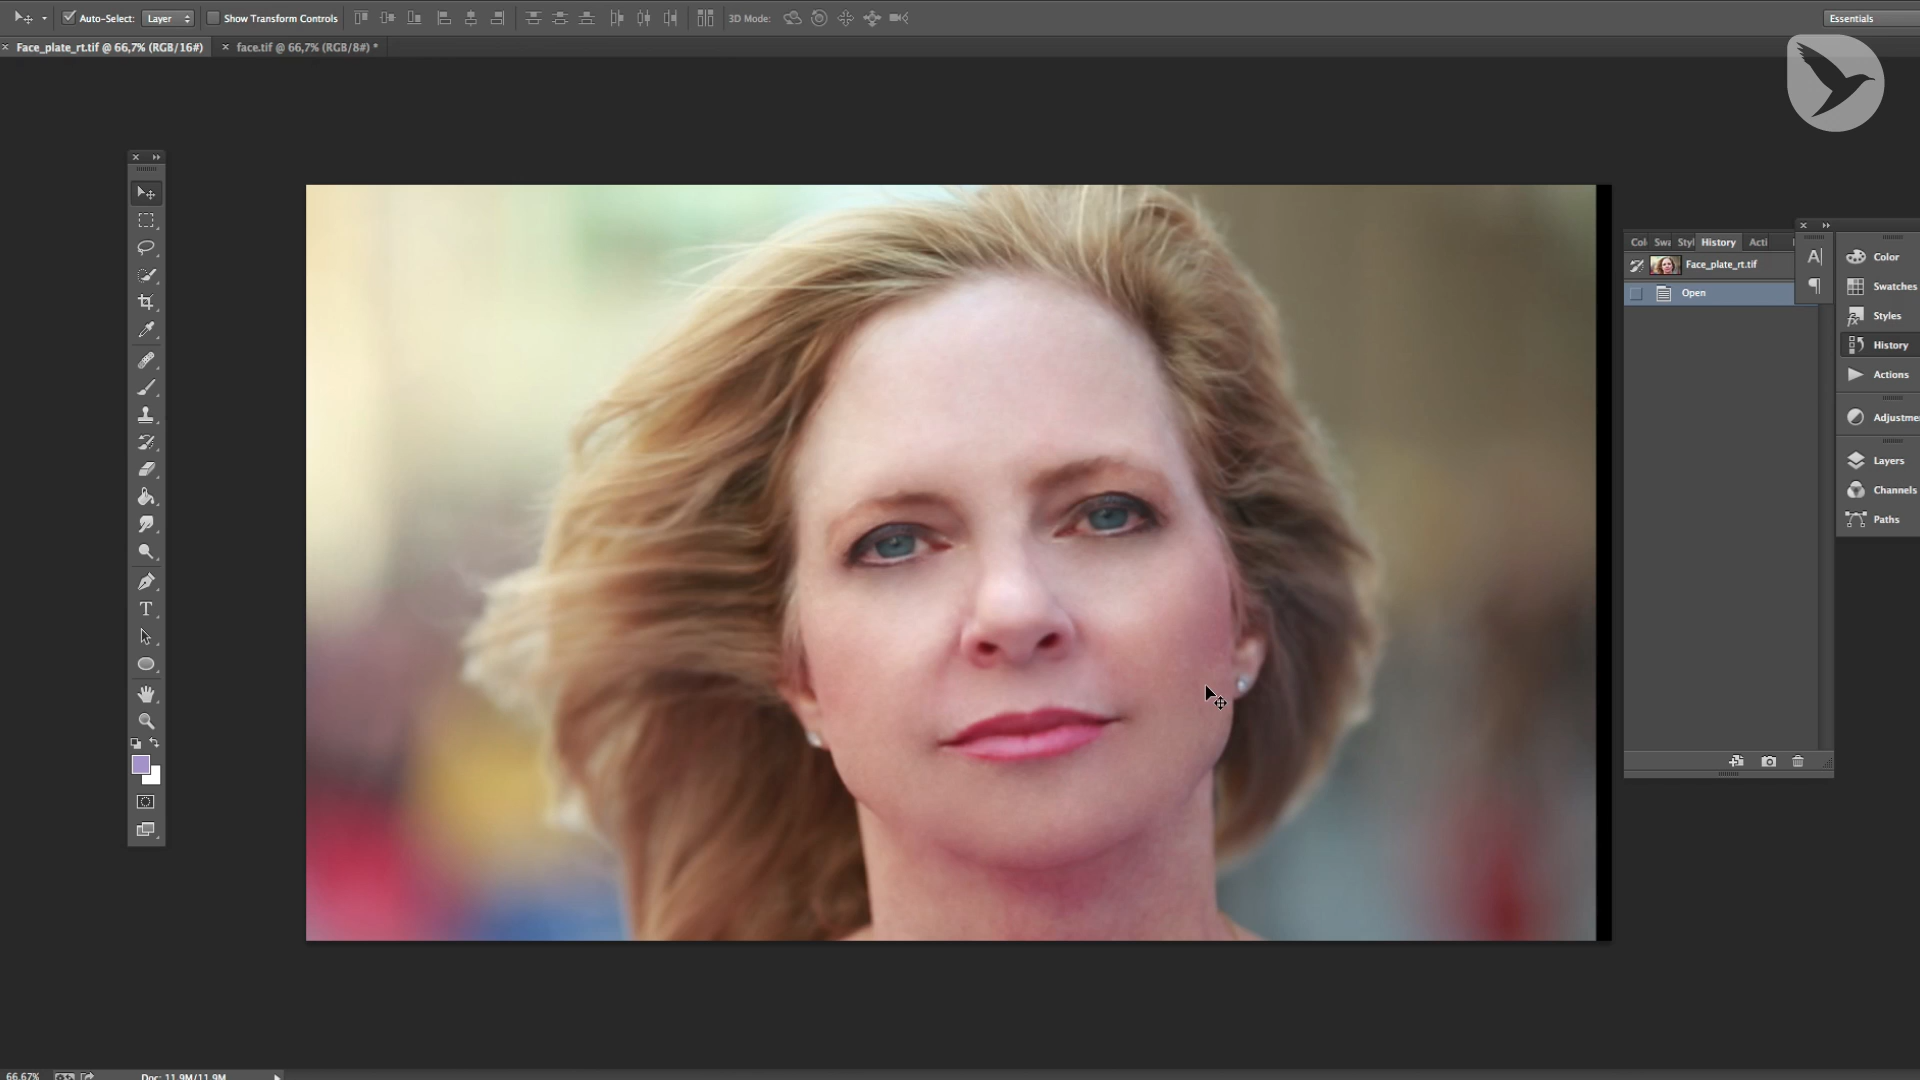 Auto-Select: Layer Show Transform Controls 3D Mode: Essentials
Face_plate_rt.tif @ 66,7% (RGB/16#) face.tif @ 66,7% (RGB/8#) *
Col Swa Styl History Acti
Face_plate_rt.tif
Open
Color
Swatches
Styles
History
Actions
Adjustme
Layers
Channels
Paths
66.67% Doc: 11.9M/11.9M